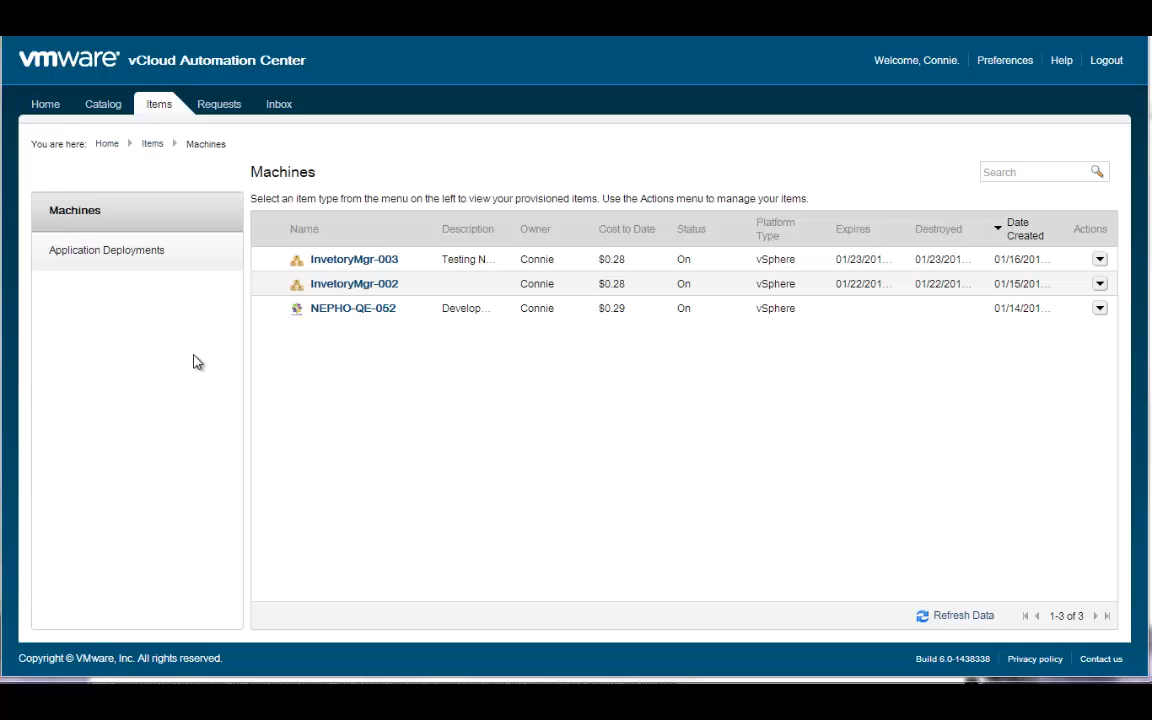 vmware® vCloud Automation Center
Welcome, Connie. Preferences Help Logout
Home Catalog Items Requests Inbox
You are here: Home Items Machines
Machines
Search
Select an item type from the menu on the left to view your provisioned items. Use the Actions menu to manage your items.
Machines
Application Deployments
Name Description Owner Cost to Date Status Platform Type Expires Destroyed Date Created Actions
InvetoryMgr-003 Testing N... Connie $0.28 On vSphere 01/23/201... 01/23/201... 01/16/201...
InvetoryMgr-002 Connie $0.28 On vSphere 01/22/201... 01/22/201... 01/15/201...
NEPHO-QE-052 Develop... Connie $0.29 On vSphere 01/14/201...
Refresh Data 1-3 of 3
Copyright © VMware, Inc. All rights reserved.
Build 6.0-1438338 Privacy policy Contact us